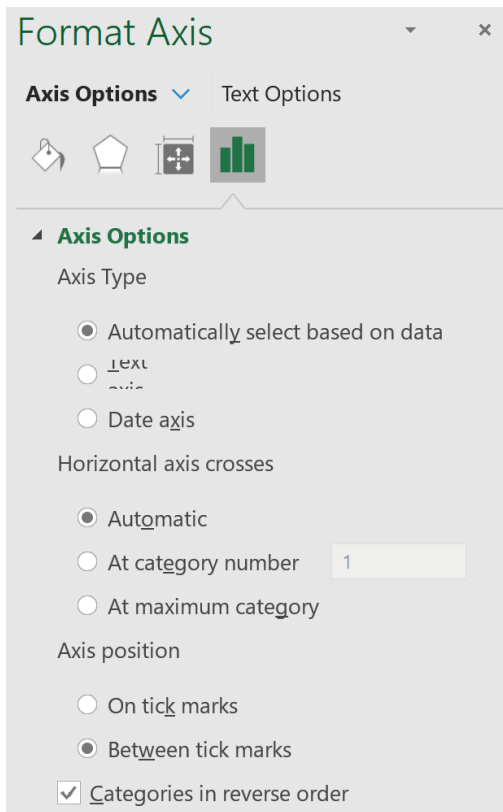 Format Axis
Axis Options Text Options
Axis Options
Axis Type
Automatically select based on data
Text
axis
Date axis
Horizontal axis crosses
Automatic
At category number 1
At maximum category
Axis position
On tick marks
Between tick marks
Categories in reverse order